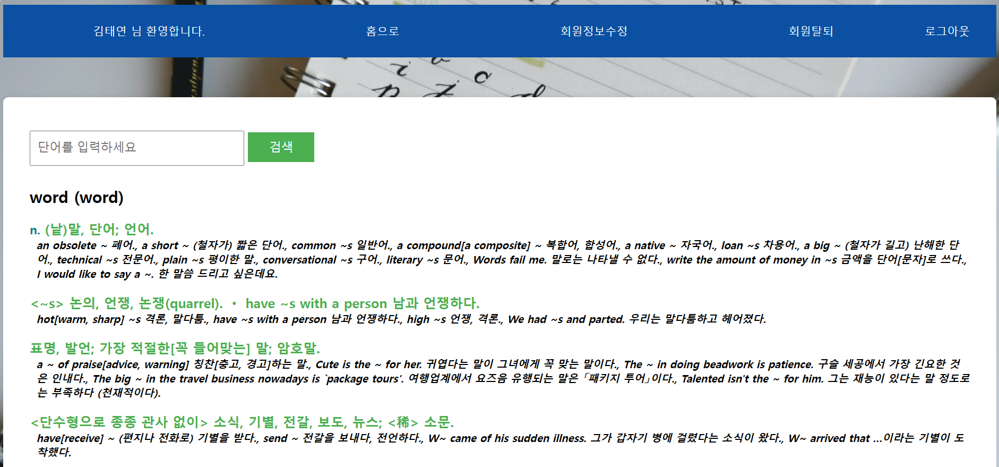 김태연 님 환영합니다. 홈으로 회원정보수정 회원탈퇴 로그아웃
단어를 입력하세요 검색
word (word)
n. (낱)말, 단어; 언어.
an obsolete ~ 폐어., a short ~ (철자가) 짧은 단어., common ~s 일반어., a compound[a composite] ~ 복합어, 합성어., a native ~ 자국어., loan ~s 차용어., a big ~ (철자가 길고) 난해한 단
어., technical ~s 전문어., plain ~s 평이한 말., conversational ~s 구어., literary ~s 문어., Words fail me. 말로는 나타낼 수 없다., write the amount of money in ~s 금액을 단어[문자]로 쓰다.,
I would like to say a ~. 한 말씀 드리고 싶은데요.
<~s> 논의, 언쟁, 논쟁(quarrel). ・ have ~s with a person 남과 언쟁하다.
hot[warm, sharp] ~s 격론, 말다툼., have ~s with a person 남과 언쟁하다., high ~s 언쟁, 격론., We had ~s and parted. 우리는 말다툼하고 헤어졌다.
표명, 발언; 가장 적절한[꼭 들어맞는] 말; 암호말.
a ~ of praise[advice, warning] 칭찬[충고, 경고]하는 말., Cute is the ~ for her. 귀엽다는 말이 그녀에게 꼭 맞는 말이다., The ~ in doing beadwork is patience. 구슬 세공에서 가장 긴요한 것
은 인내다., The big ~ in the travel business nowadays is `package tours'. 여행업계에서 요즈음 유행되는 말은 「패키지 투어」이다., Talented isn't the ~ for him. 그는 재능이 있다는 말 정도로
는 부족하다 (천재적이다).
<단수형으로 종종 관사 없이> 소식, 기별, 전갈, 보도, 뉴스; <稀> 소문.
have[receive] ~ (편지나 전화로) 기별을 받다., send ~ 전갈을 보내다, 전언하다., W~ came of his sudden illness. 그가 갑자기 병에 걸렸다는 소식이 왔다., W~ arrived that ...이라는 기별이 도
착했다.